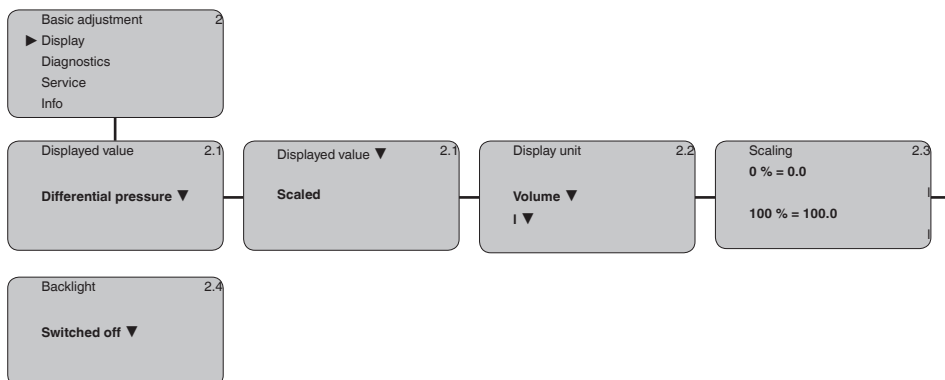 Basic adjustment 2
▶ Display
Diagnostics
Service
Info
Displayed value 2.1
Differential pressure ▼
Displayed value ▼ 2.1
Scaled
Display unit 2.2
Volume ▼
l ▼
Scaling 2.3
0 % = 0.0
l
100 % = 100.0
l
Backlight 2.4
Switched off ▼